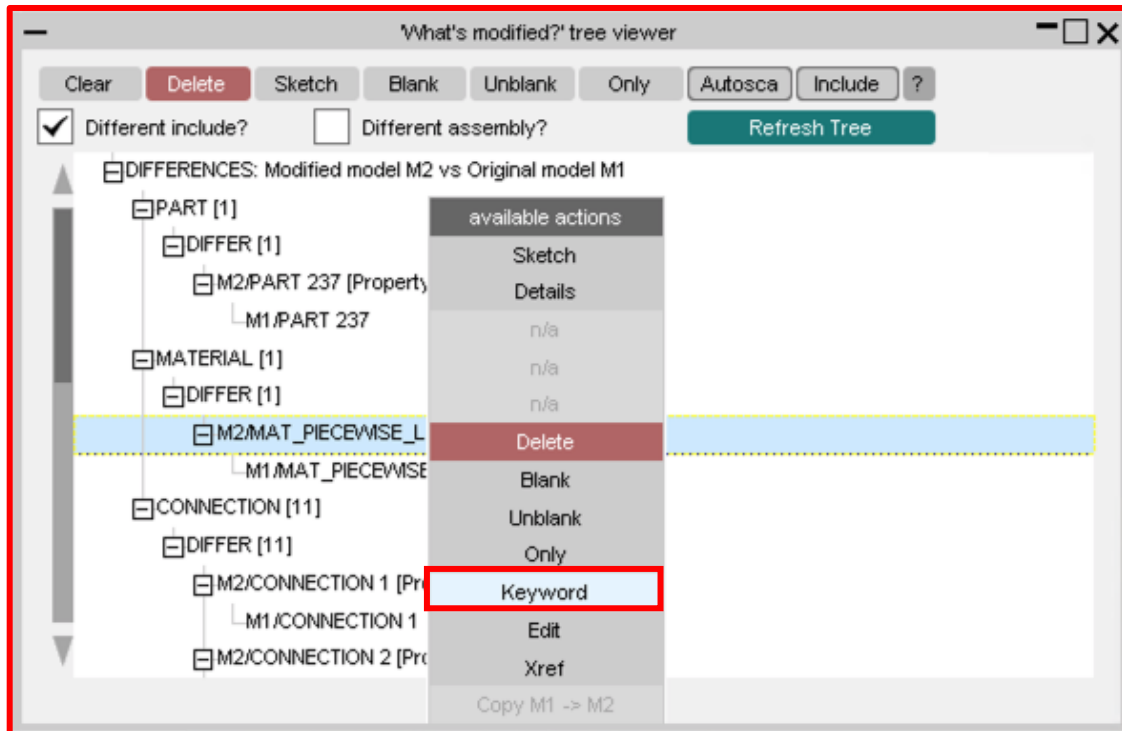 'What's modified?' tree viewer
Clear Delete Sketch Blank Unblank Only Autosca Include ?
Different include? Different assembly? Refresh Tree
DIFFERENCES: Modified model M2 vs Original model M1
PART [1]
DIFFER [1]
M2/PART 237 [Property
M1/PART 237
MATERIAL [1]
DIFFER [1]
M2/MAT_PIECEWISE_L
M1/MAT_PIECEWISE
CONNECTION [11]
DIFFER [11]
M2/CONNECTION 1 [Pro
M1/CONNECTION 1
M2/CONNECTION 2 [Pro
available actions
Sketch
Details
n/a
n/a
n/a
Delete
Blank
Unblank
Only
Keyword
Edit
Xref
Copy M1 -> M2